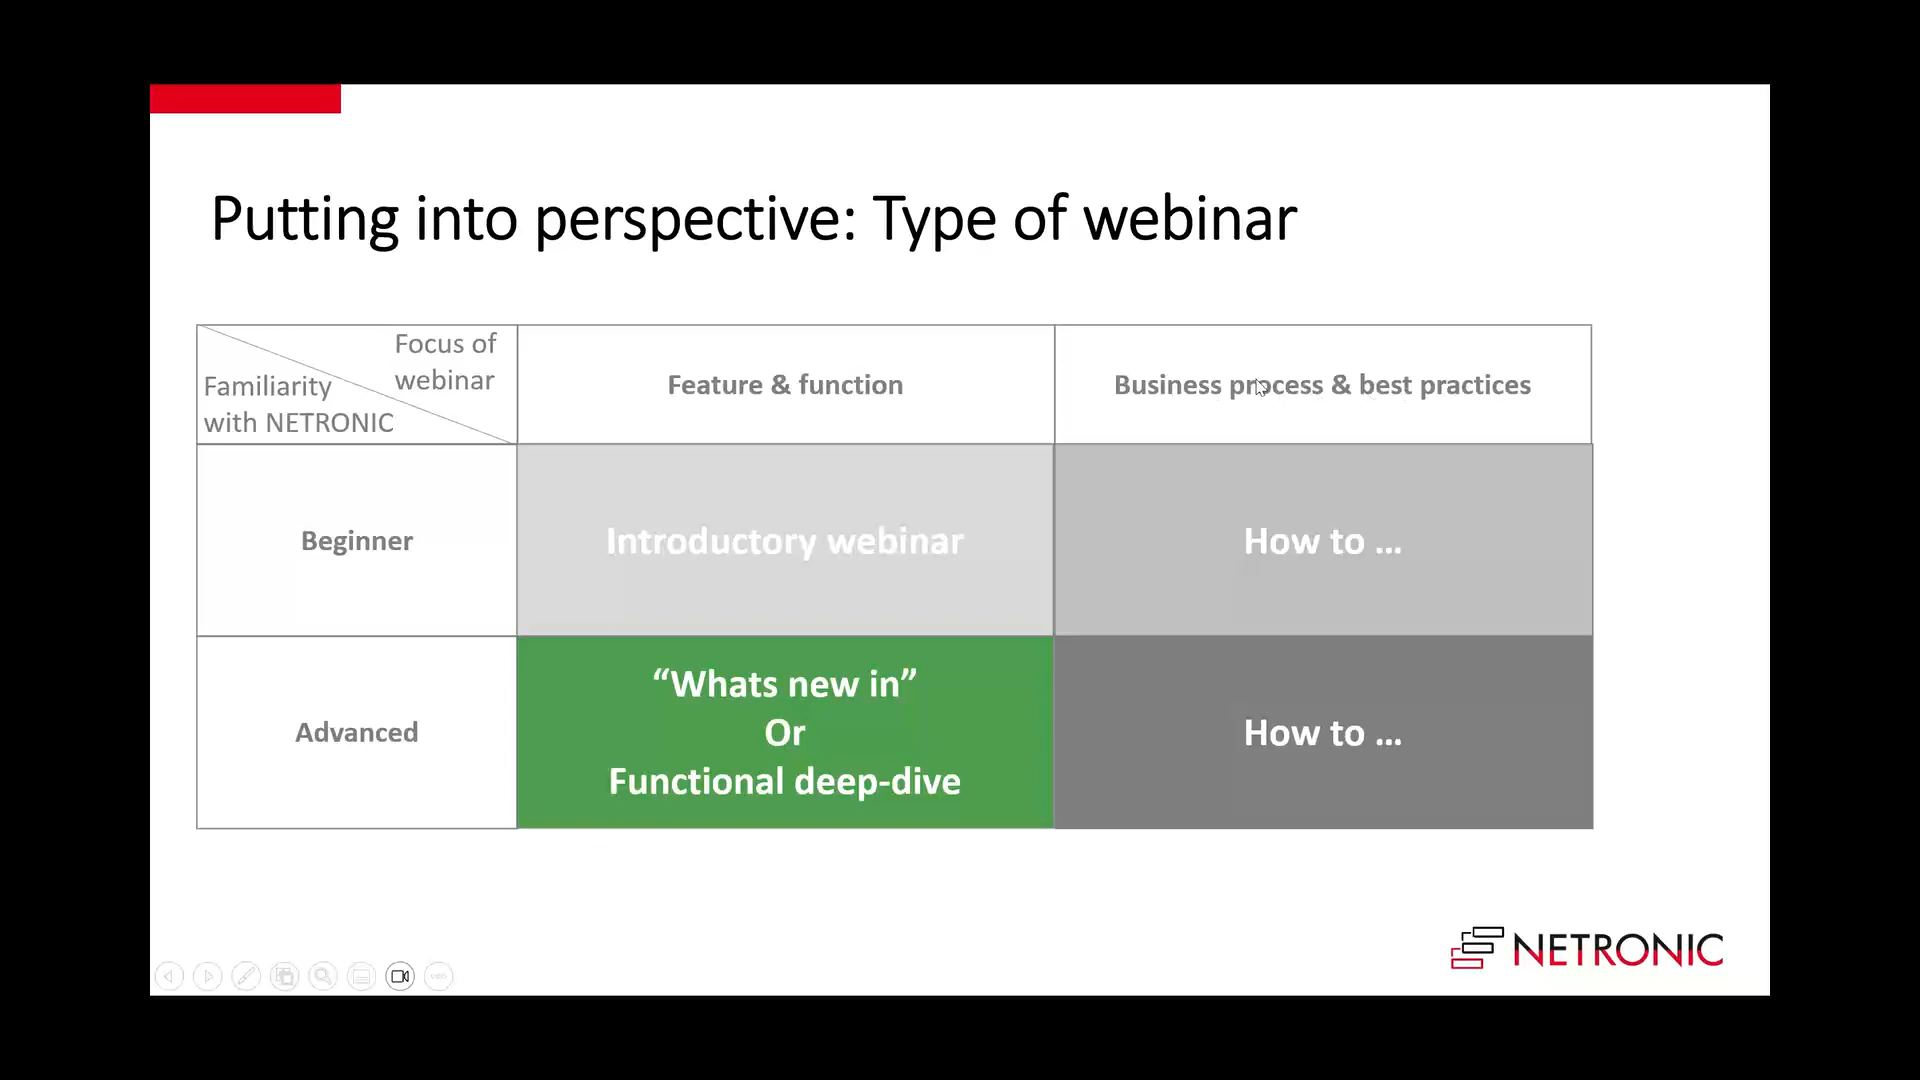 Putting into perspective: Type of webinar
Focus of
webinar
Familiarity
with NETRONIC
Feature & function
Business process & best practices
Beginner
Introductory webinar
How to ...
Advanced
“Whats new in”
Or
Functional deep-dive
How to ...
NETRONIC